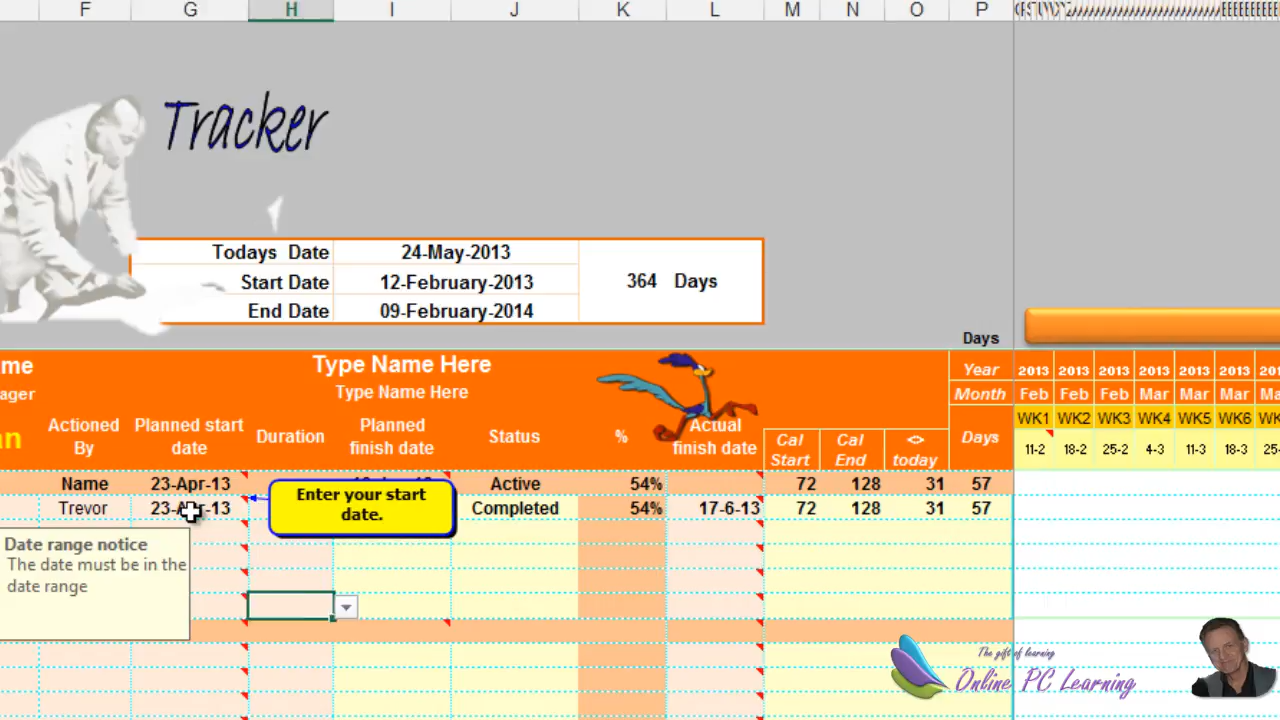 F G H I J K L M N O P
Tracker
Todays Date 24-May-2013
Start Date 12-February-2013
End Date 09-February-2014
364 Days
Days
me
ager
an
Type Name Here
Type Name Here
Actioned By
Planned start date
Duration
Planned finish date
Status
%
Actual finish date
Cal Start
Cal End
<> today
Year
Month
Days
2013 2013 2013 2013 2013 2013
Feb Feb Feb Mar Mar Mar
WK1 WK2 WK3 WK4 WK5 WK6
11-2 18-2 25-2 4-3 11-3 18-3
Name 23-Apr-13 Active 54% 72 128 31 57
Trevor Completed 54% 17-6-13 72 128 31 57
Enter your start date.
Date range notice
The date must be in the
date range
The gift of learning
Online PC Learning